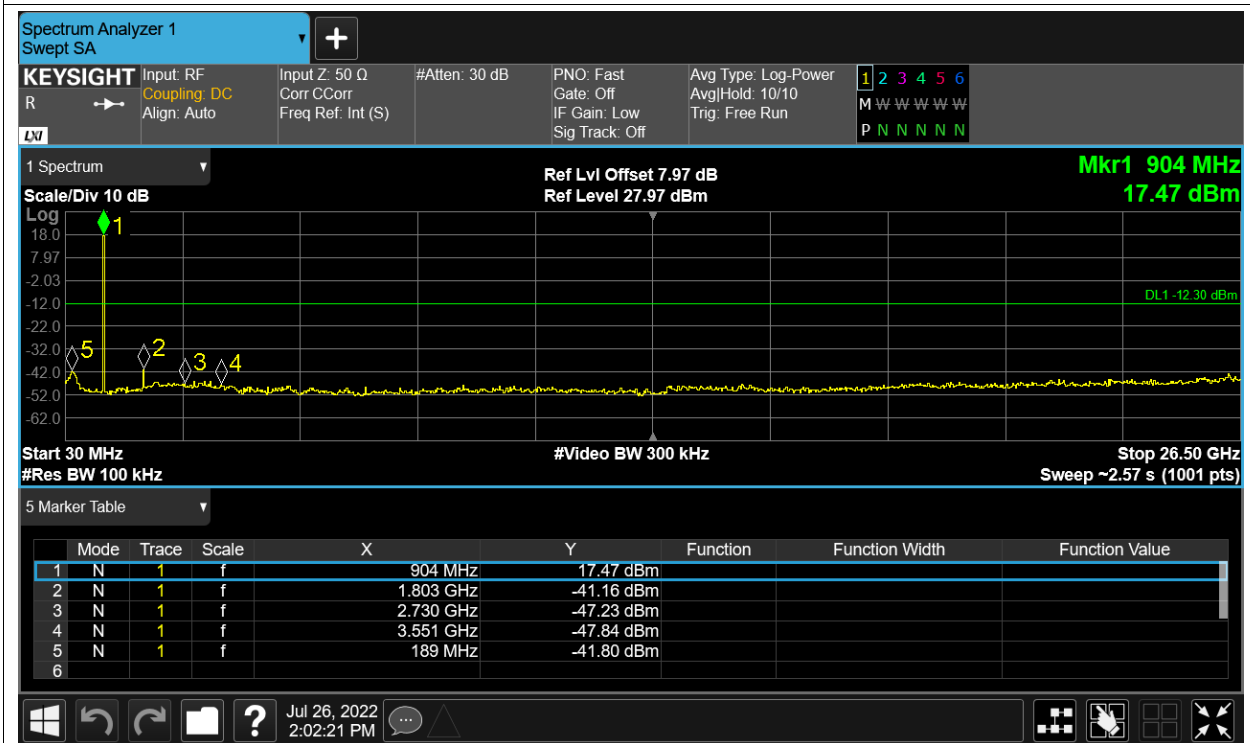 Spectrum Analyzer 1
Swept SA
+
KEYSIGHT Input: RF Input Z: 50 Ω #Atten: 30 dB PNO: Fast Avg Type: Log-Power 1 2 3 4 5 6
R Coupling: DC Corr CCorr Gate: Off Avg|Hold: 10/10 M W W W W W
Align: Auto Freq Ref: Int (S) IF Gain: Low Trig: Free Run
LXI Sig Track: Off P N N N N N
1 Spectrum Ref Lvl Offset 7.97 dB Mkr1 904 MHz
Scale/Div 10 dB Ref Level 27.97 dBm 17.47 dBm
Log
1
18.0
7.97
-2.03
-12.0 DL1 -12.30 dBm
-22.0
-32.0 5 2
3 4
-42.0
-52.0
-62.0
Start 30 MHz #Video BW 300 kHz Stop 26.50 GHz
#Res BW 100 kHz Sweep ~2.57 s (1001 pts)
5 Marker Table
Mode Trace Scale X Y Function Function Width Function Value
1 N 1 f 904 MHz 17.47 dBm
2 N 1 f 1.803 GHz -41.16 dBm
3 N 1 f 2.730 GHz -47.23 dBm
4 N 1 f 3.551 GHz -47.84 dBm
5 N 1 f 189 MHz -41.80 dBm
6
? Jul 26, 2022
2:02:21 PM